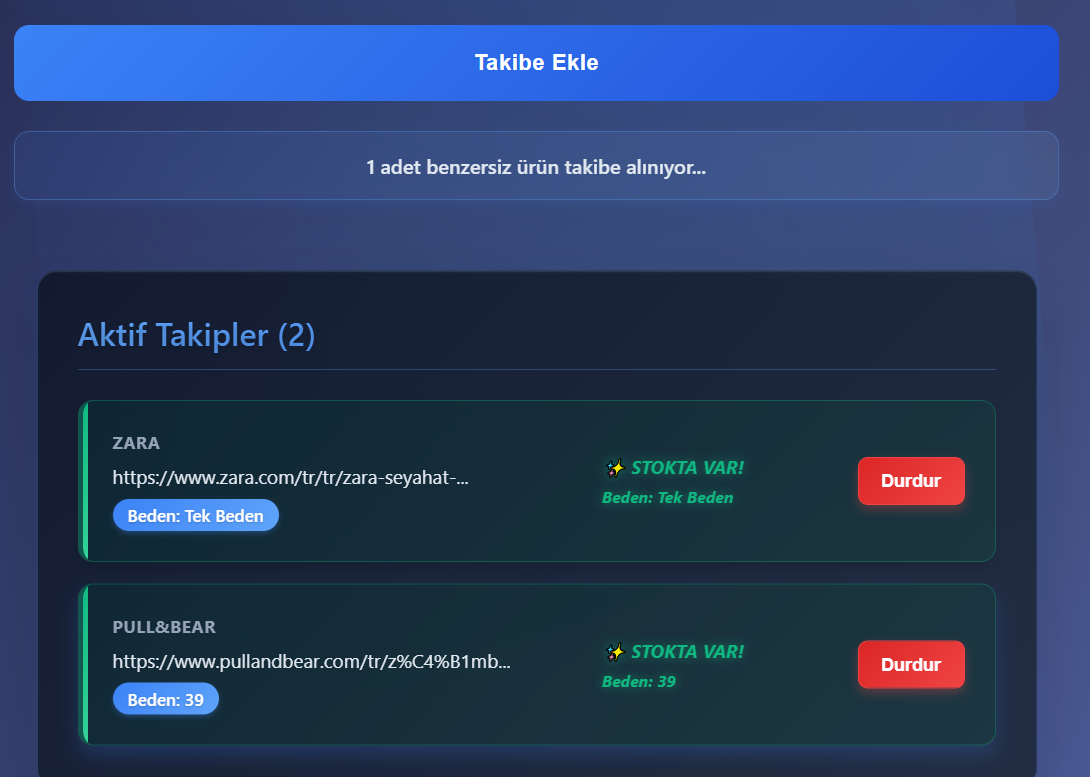 Takibe Ekle
1 adet benzersiz ürün takibe alınıyor...
Aktif Takipler (2)
ZARA
https://www.zara.com/tr/tr/zara-seyahat-...
Beden: Tek Beden
✨ STOKTA VAR!
Beden: Tek Beden
Durdur
PULL&BEAR
https://www.pullandbear.com/tr/z%C4%B1mb...
Beden: 39
✨ STOKTA VAR!
Beden: 39
Durdur